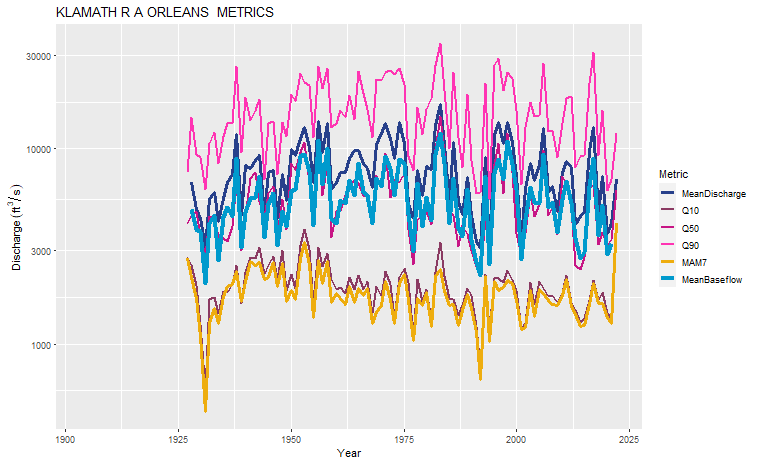 KLAMATH R A ORLEANS  METRICS
Discharge (ft³/s)
30000
10000
3000
1000
1900
1925
1950
1975
2000
2025
Year
Metric
MeanDischarge
Q10
Q50
Q90
MAM7
MeanBaseflow